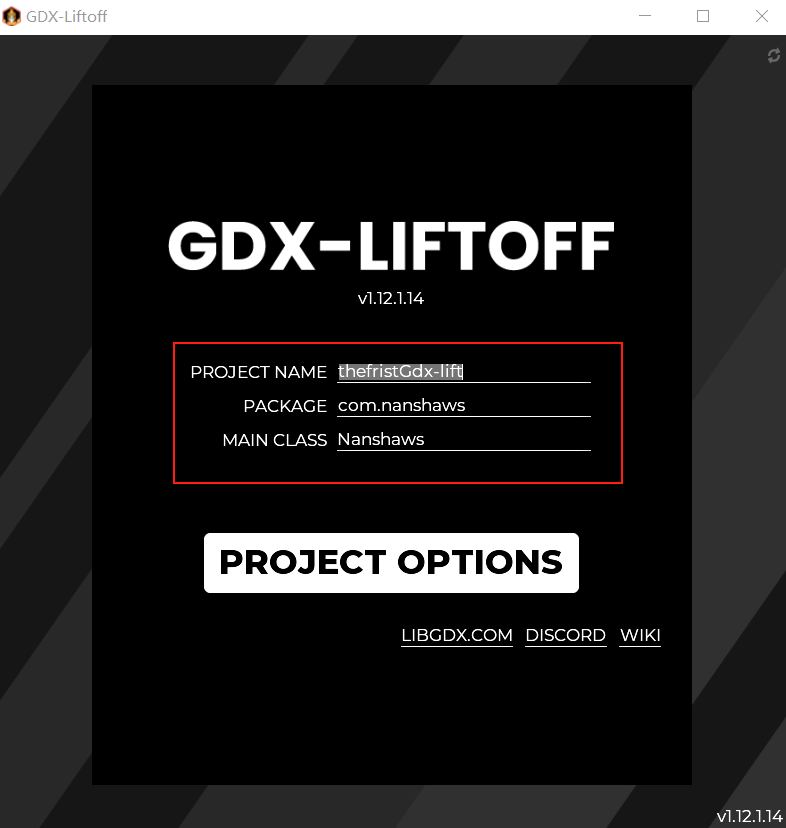 GDX-Liftoff
GDX-LIFTOFF
v1.12.1.14
PROJECT NAME thefristGdx-lift
PACKAGE com.nanshaws
MAIN CLASS Nanshaws
PROJECT OPTIONS
LIBGDX.COM DISCORD WIKI
v1.12.1.14